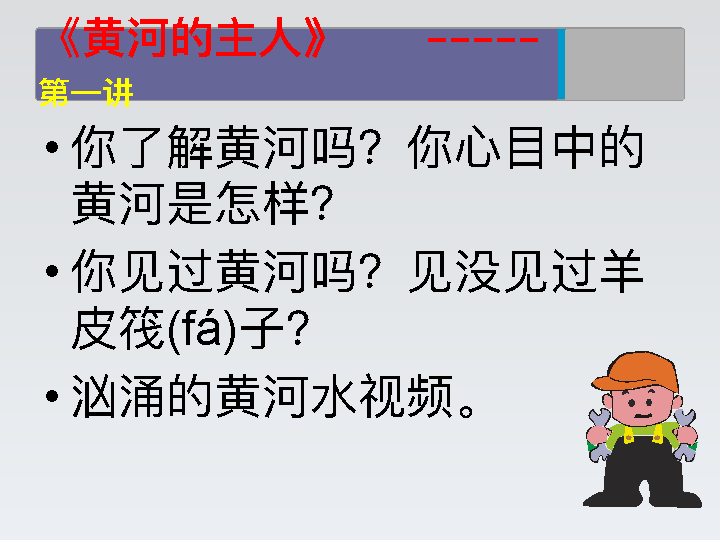 《黄河的主人》 -----
第一讲
•你了解黄河吗？你心目中的
黄河是怎样？
•你见过黄河吗？见没见过羊
皮筏(fá)子？
•汹涌的黄河水视频。